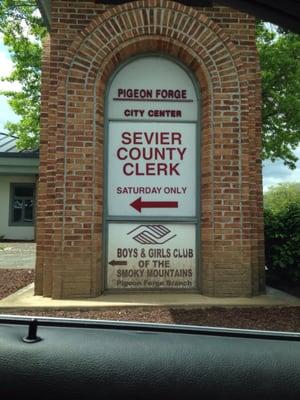 PIGEON FORGE
CITY CENTER
SEVIER
COUNTY
CLERK
SATURDAY ONLY
BOYS & GIRLS CLUB
OF THE
SMOKY MOUNTAINS
Pigeon Forge Branch